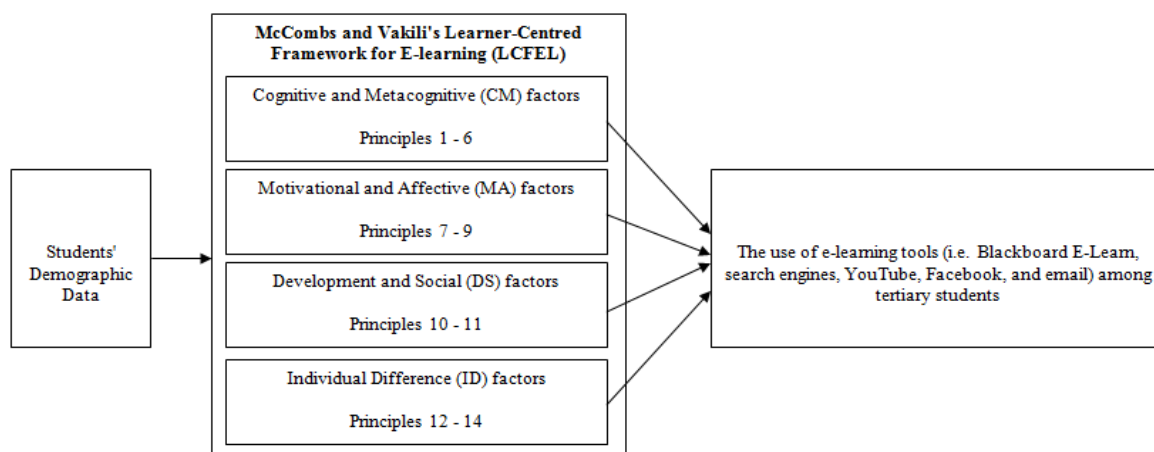 McCombs and Vakili's Learner-Centred
Framework for E-learning (LCFEL)
Cognitive and Metacognitive (CM) factors
Principles 1 - 6
Motivational and Affective (MA) factors
Principles 7 - 9
Students'
Demographic
Data
Development and Social (DS) factors
Principles 10 - 11
Individual Difference (ID) factors
Principles 12 - 14
The use of e-learning tools (i.e. Blackboard E-Learn,
search engines, YouTube, Facebook, and email) among
tertiary students